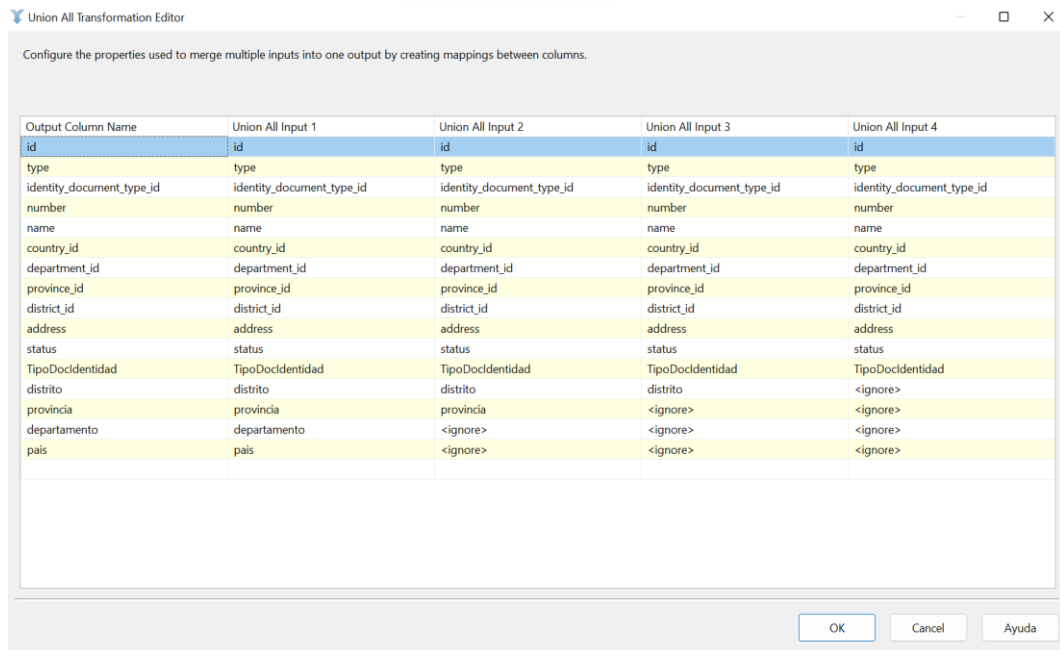 Union All Transformation Editor
Configure the properties used to merge multiple inputs into one output by creating mappings between columns.
Output Column Name Union All Input 1 Union All Input 2 Union All Input 3 Union All Input 4
id id id id id
type type type type type
identity_document_type_id identity_document_type_id identity_document_type_id identity_document_type_id identity_document_type_id
number number number number number
name name name name name
country_id country_id country_id country_id country_id
department_id department_id department_id department_id department_id
province_id province_id province_id province_id province_id
district_id district_id district_id district_id district_id
address address address address address
status status status status status
TipoDocIdentidad TipoDocIdentidad TipoDocIdentidad TipoDocIdentidad TipoDocIdentidad
distrito distrito distrito distrito <ignore>
provincia provincia provincia <ignore> <ignore>
departamento departamento <ignore> <ignore> <ignore>
pais pais <ignore> <ignore> <ignore>
OK Cancel Ayuda